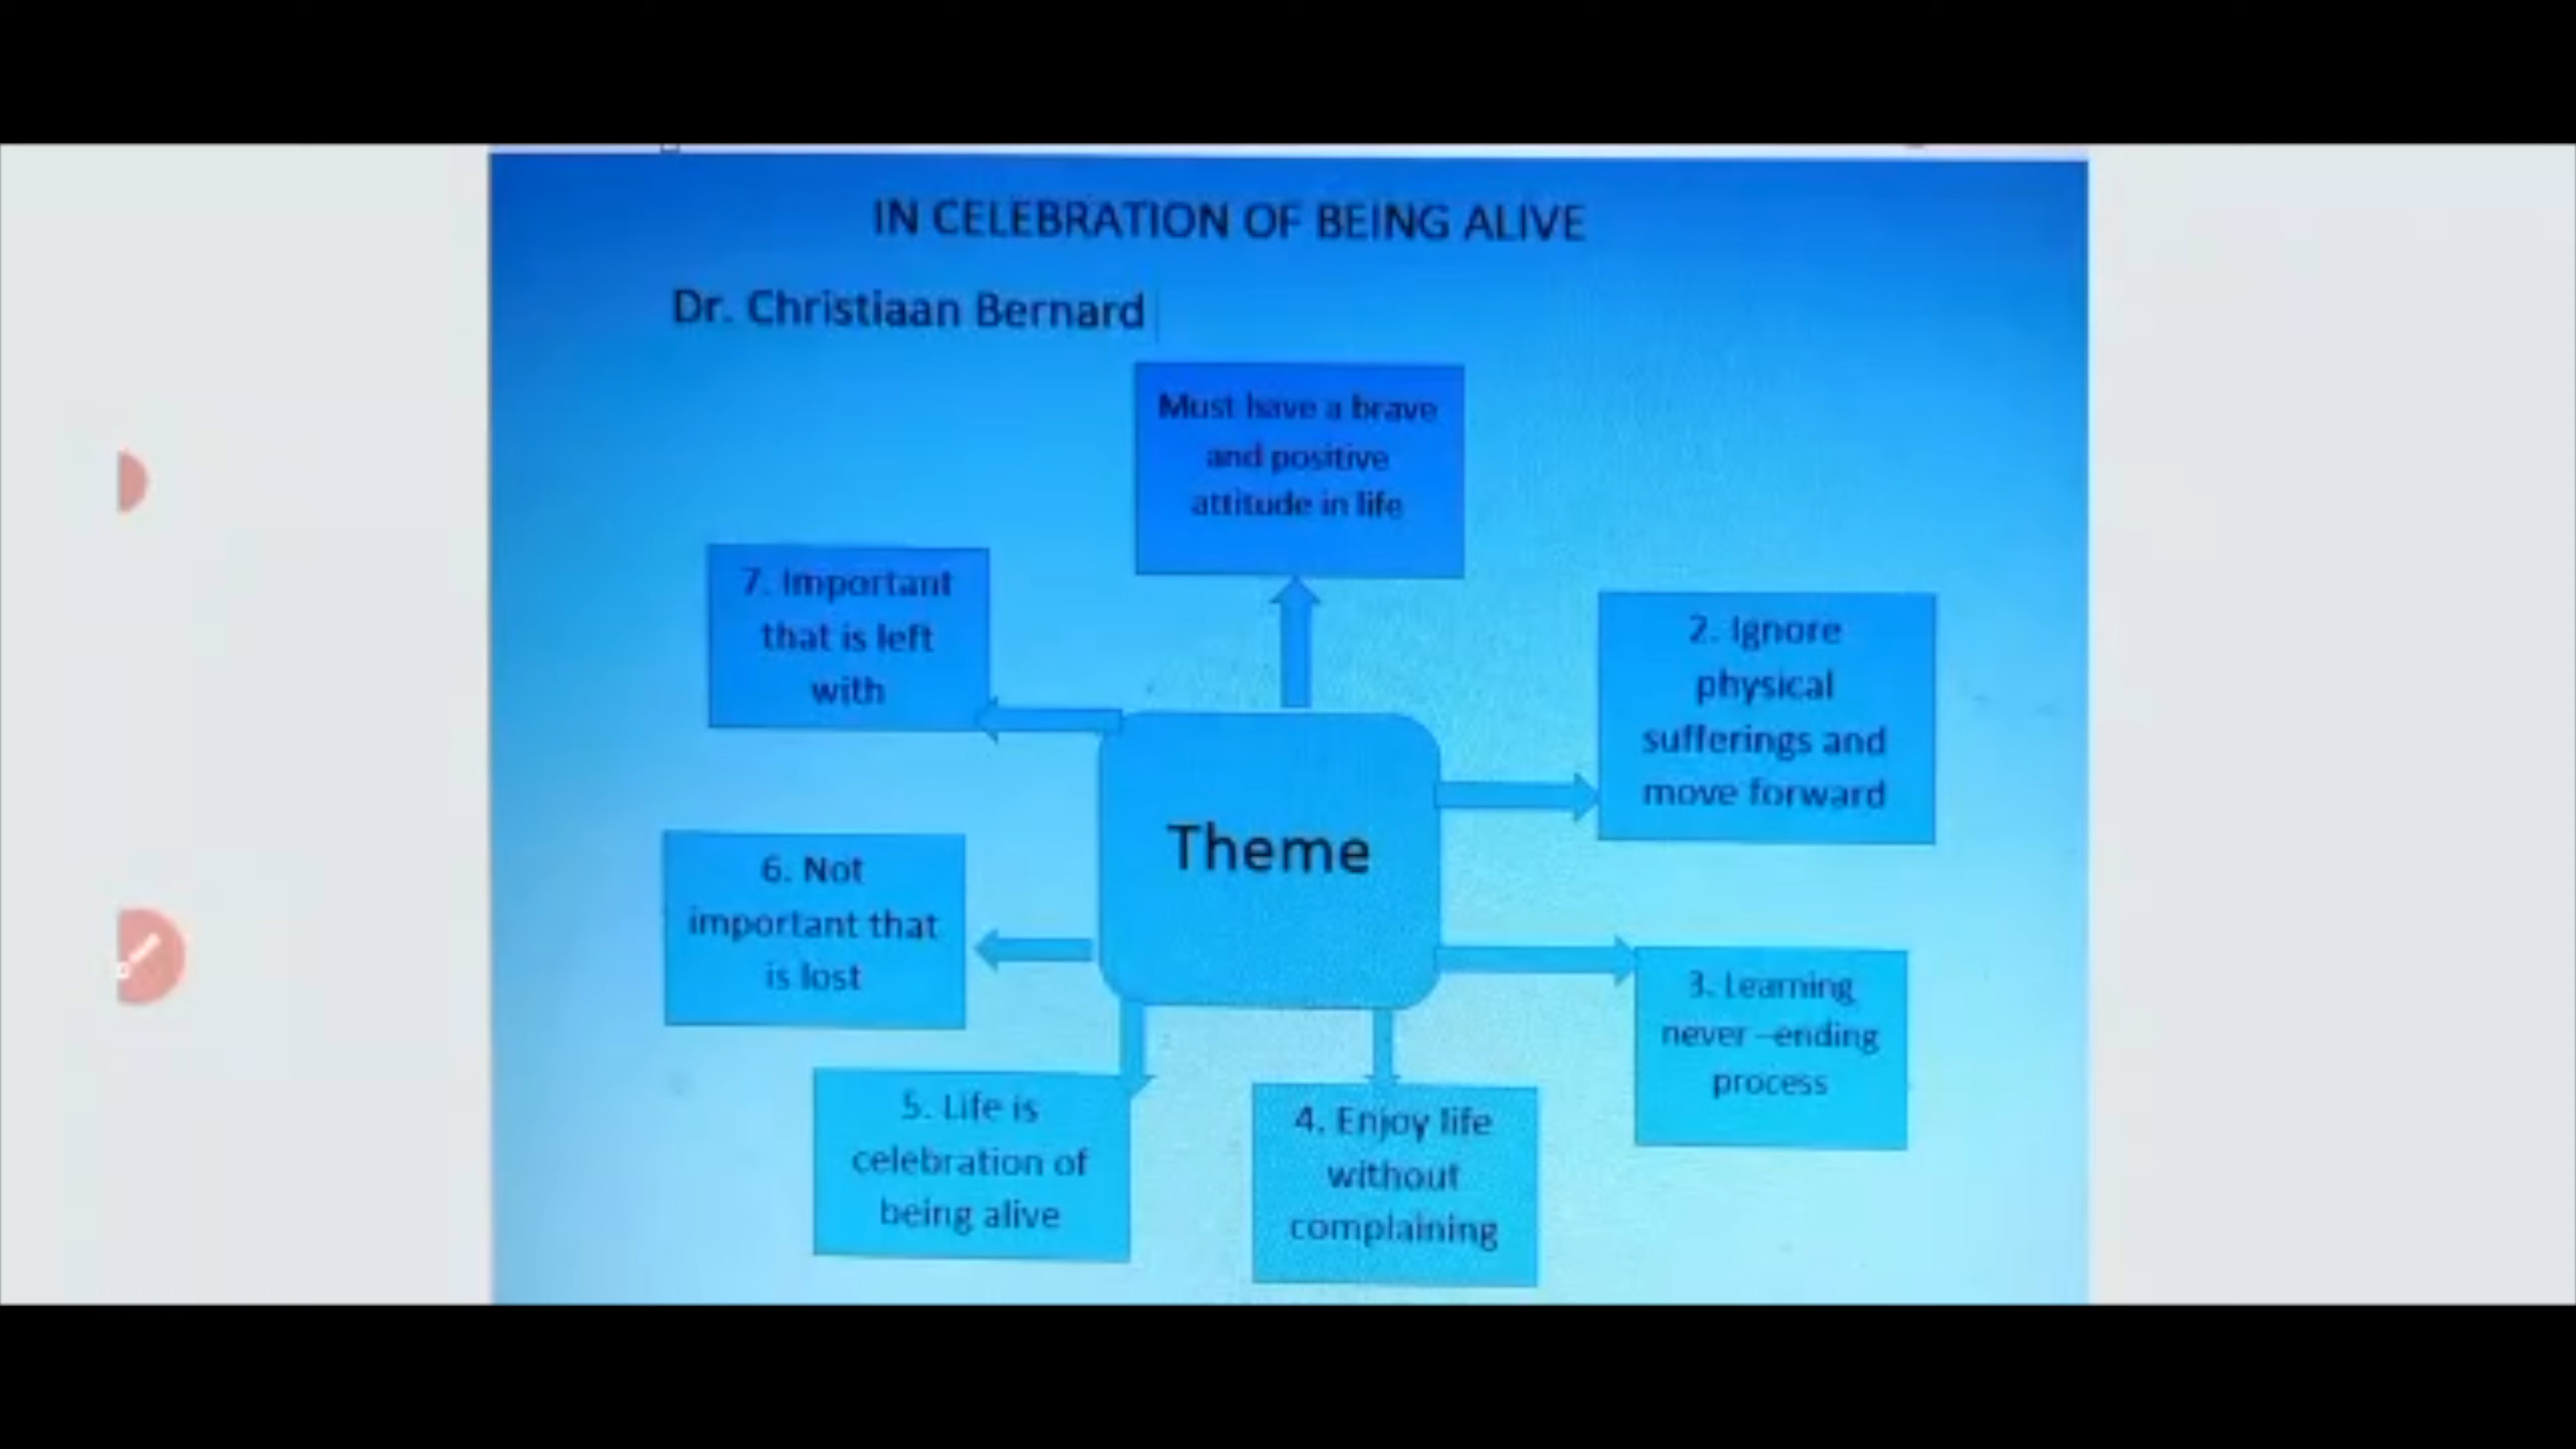 IN CELEBRATION OF BEING ALIVE
Dr. Christiaan Bernard
Must have a brave
and positive
attitude in life
2. Ignore
physical
sufferings and
move forward
3. Learning
never –ending
process
4. Enjoy life
without
complaining
5. Life is
celebration of
being alive
6. Not
important that
is lost
7. Important
that is left
with
Theme